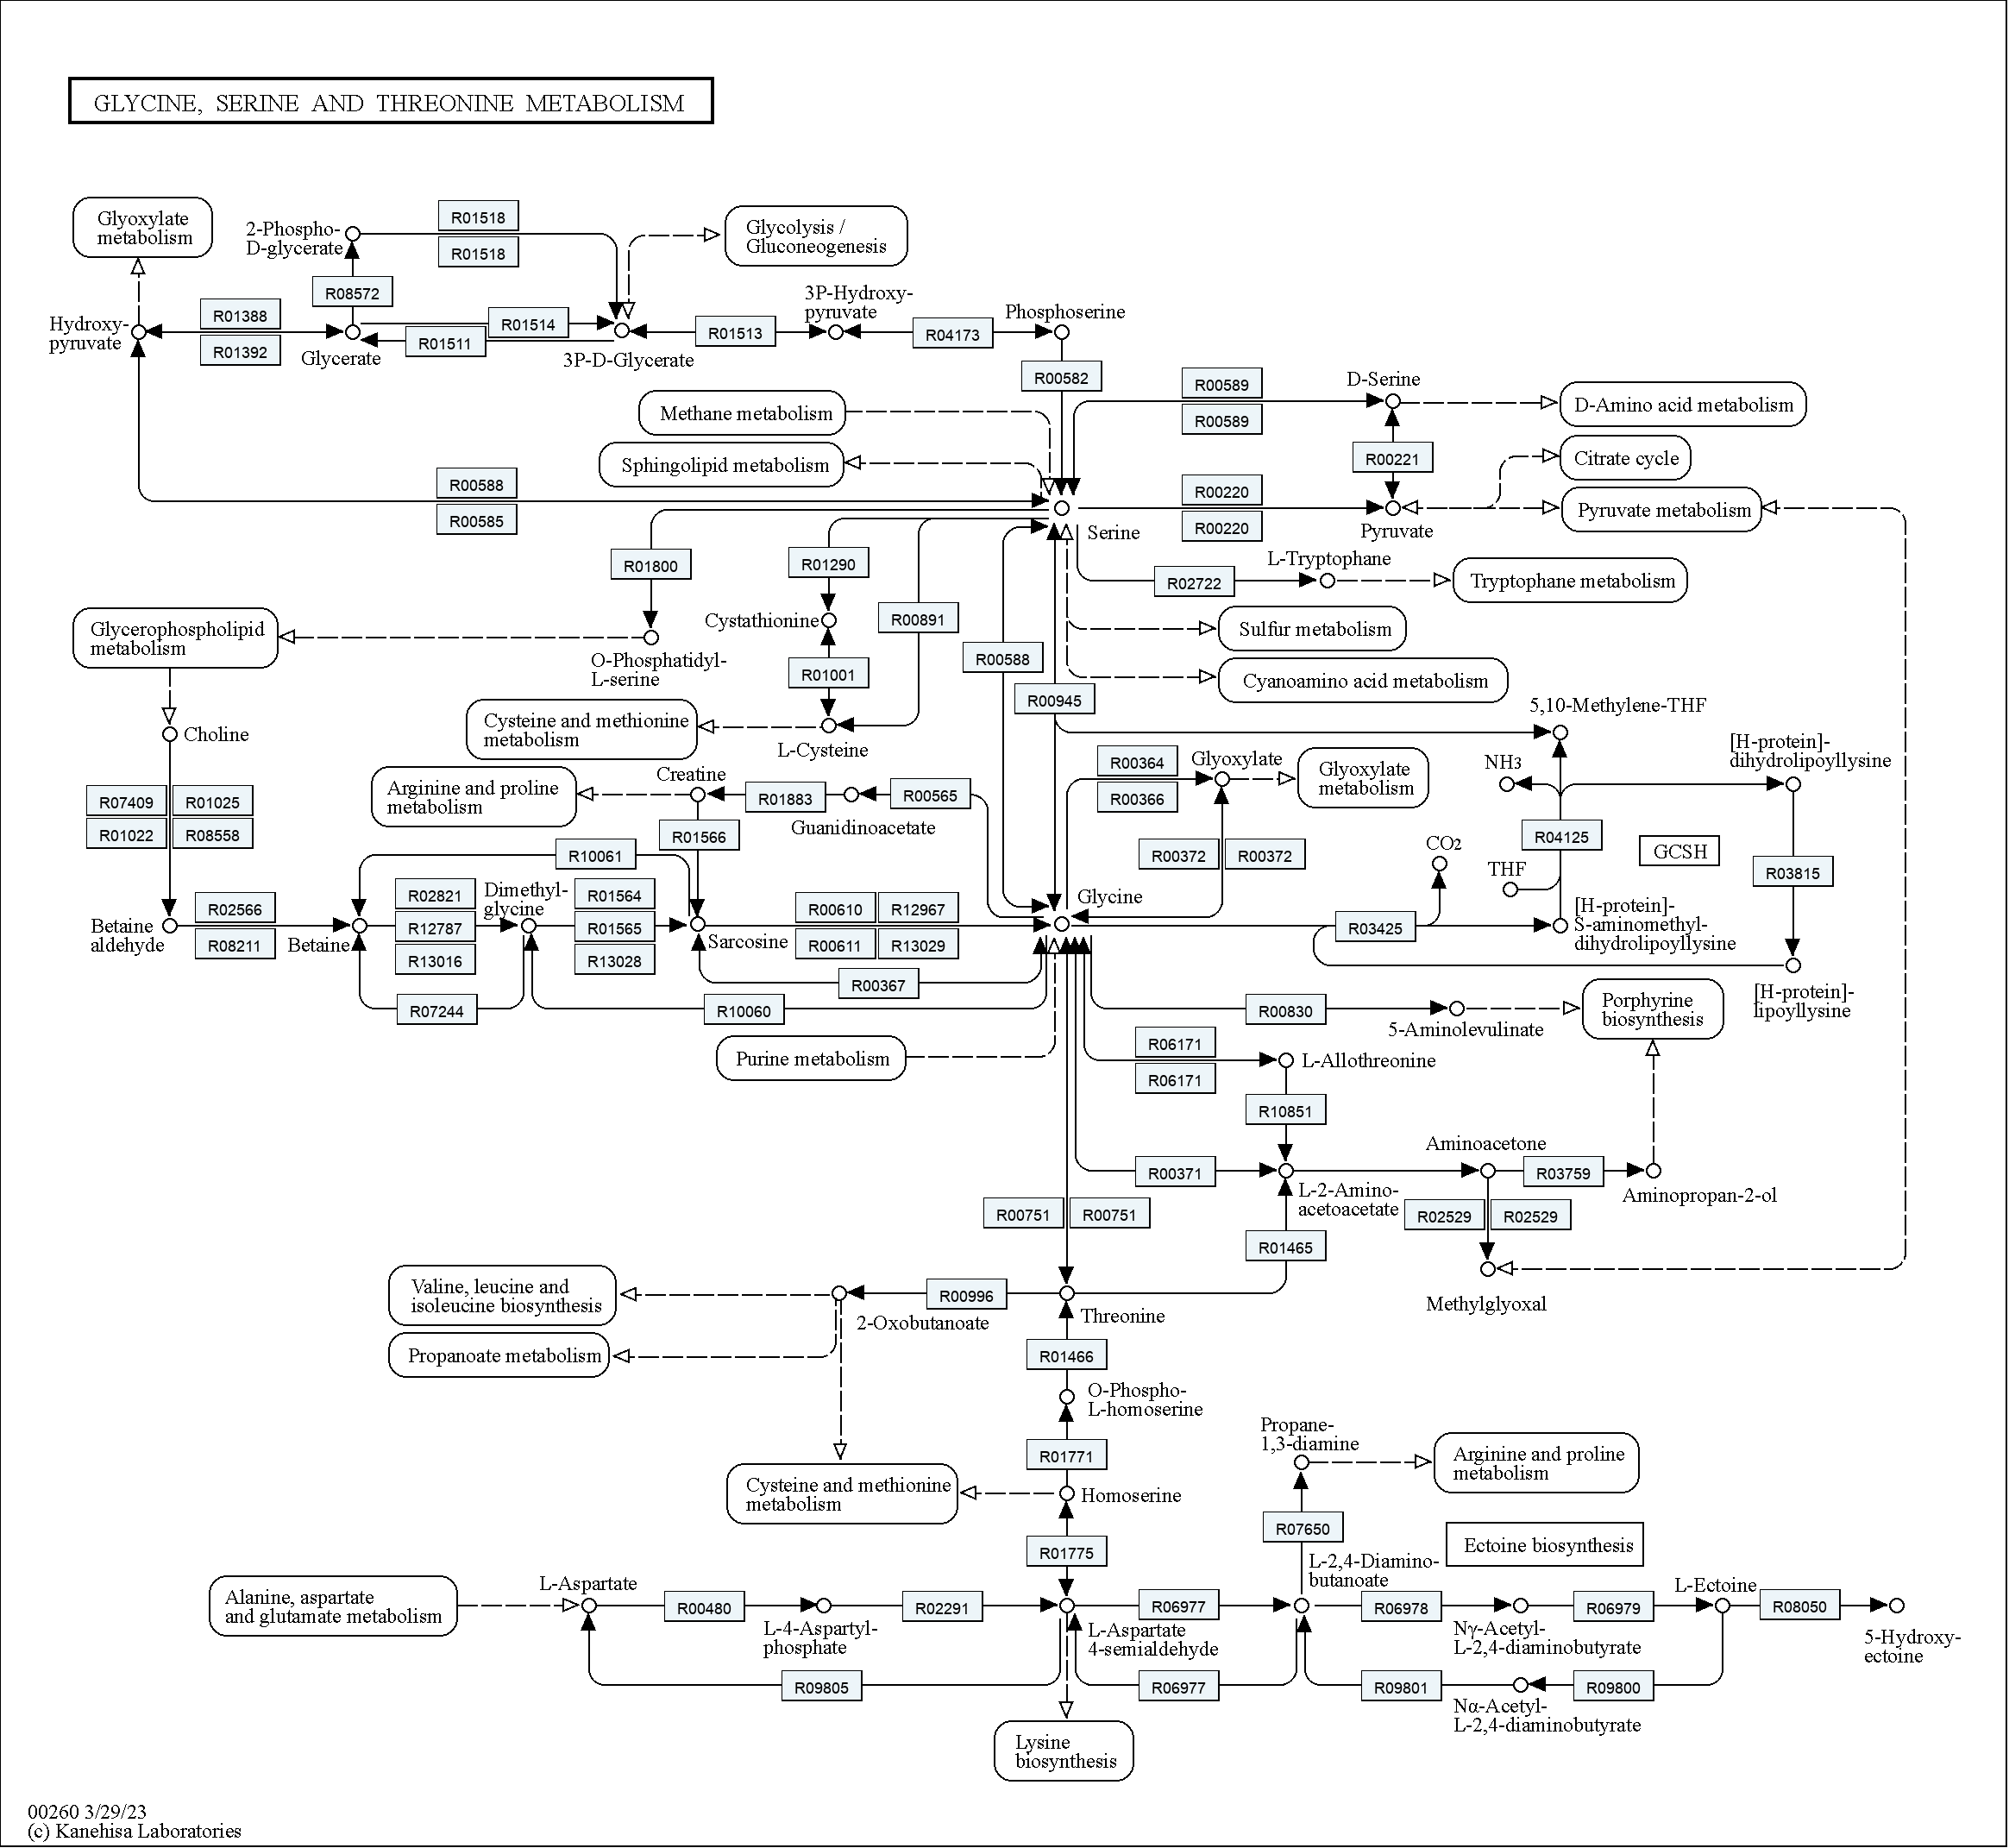 GLYCINE, SERINE AND THREONINE METABOLISM
Glyoxylate
metabolism
2-Phospho-
D-glycerate
R01518
R01518
Glycolysis /
Gluconeogenesis
R08572
Hydroxy-
pyruvate
R01388
R01392
Glycerate
R01514
R01511
3P-D-Glycerate
R01513
3P-Hydroxy-
pyruvate
R04173
Phosphoserine
R00582
Methane metabolism
Sphingolipid metabolism
R00589
R00589
D-Serine
D-Amino acid metabolism
R00221
Citrate cycle
R00588
R00585
Serine
R00220
R00220
Pyruvate
Pyruvate metabolism
R01800
R01290
R00891
R02722
L-Tryptophane
Tryptophane metabolism
Glycerophospholipid
metabolism
O-Phosphatidyl-
L-serine
Cystathionine
R01001
R00588
R00945
Sulfur metabolism
Cyanoamino acid metabolism
Choline
Cysteine and methionine
metabolism
L-Cysteine
5,10-Methylene-THF
Arginine and proline
metabolism
Creatine
R01883
R00565
Guanidinoacetate
R00364
R00366
Glyoxylate
Glyoxylate
metabolism
NH3
[H-protein]-
dihydrolipoyllysine
R07409
R01025
R01022
R08558
R01566
R10061
R00372
R00372
CO2
THF
R04125
GCSH
R03815
Betaine
aldehyde
R02566
R08211
Betaine
R02821
R12787
R13016
Dimethyl-
glycine
R01564
R01565
R13028
Sarcosine
R00610
R12967
R00611
R13029
Glycine
R03425
[H-protein]-
S-aminomethyl-
dihydrolipoyllysine
R07244
R00367
R10060
[H-protein]-
lipoyllysine
Purine metabolism
R00830
5-Aminolevulinate
Porphyrine
biosynthesis
R06171
R06171
L-Allothreonine
R10851
R00371
L-2-Amino-
acetoacetate
Aminoacetone
R03759
Aminopropan-2-ol
R00751
R00751
R02529
R02529
R01465
Methylglyoxal
Valine, leucine and
isoleucine biosynthesis
Propanoate metabolism
2-Oxobutanoate
R00996
Threonine
R01466
O-Phospho-
L-homoserine
R01771
Cysteine and methionine
metabolism
Homoserine
R01775
Propane-
1,3-diamine
Arginine and proline
metabolism
R07650
Ectoine biosynthesis
Alanine, aspartate
and glutamate metabolism
L-Aspartate
R00480
L-4-Aspartyl-
phosphate
R02291
L-Aspartate
4-semialdehyde
R06977
L-2,4-Diamino-
butanoate
R06978
Nγ-Acetyl-
L-2,4-diaminobutyrate
R06979
L-Ectoine
R08050
5-Hydroxy-
ectoine
R09805
R06977
R09801
Nα-Acetyl-
L-2,4-diaminobutyrate
R09800
Lysine
biosynthesis
00260 3/29/23
(c) Kanehisa Laboratories